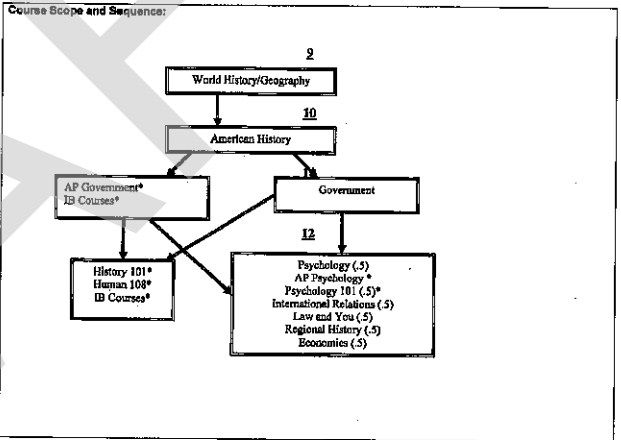 Course Scope and Sequence:
9
World History/Geography
10
American History
AP Government*
IB Courses*
Government
12
History 101*
Human 108*
IB Courses*
Psychology (.5)
AP Psychology *
Psychology 101 (.5)*
International Relations (.5)
Law and You (.5)
Regional History (.5)
Economics (.5)